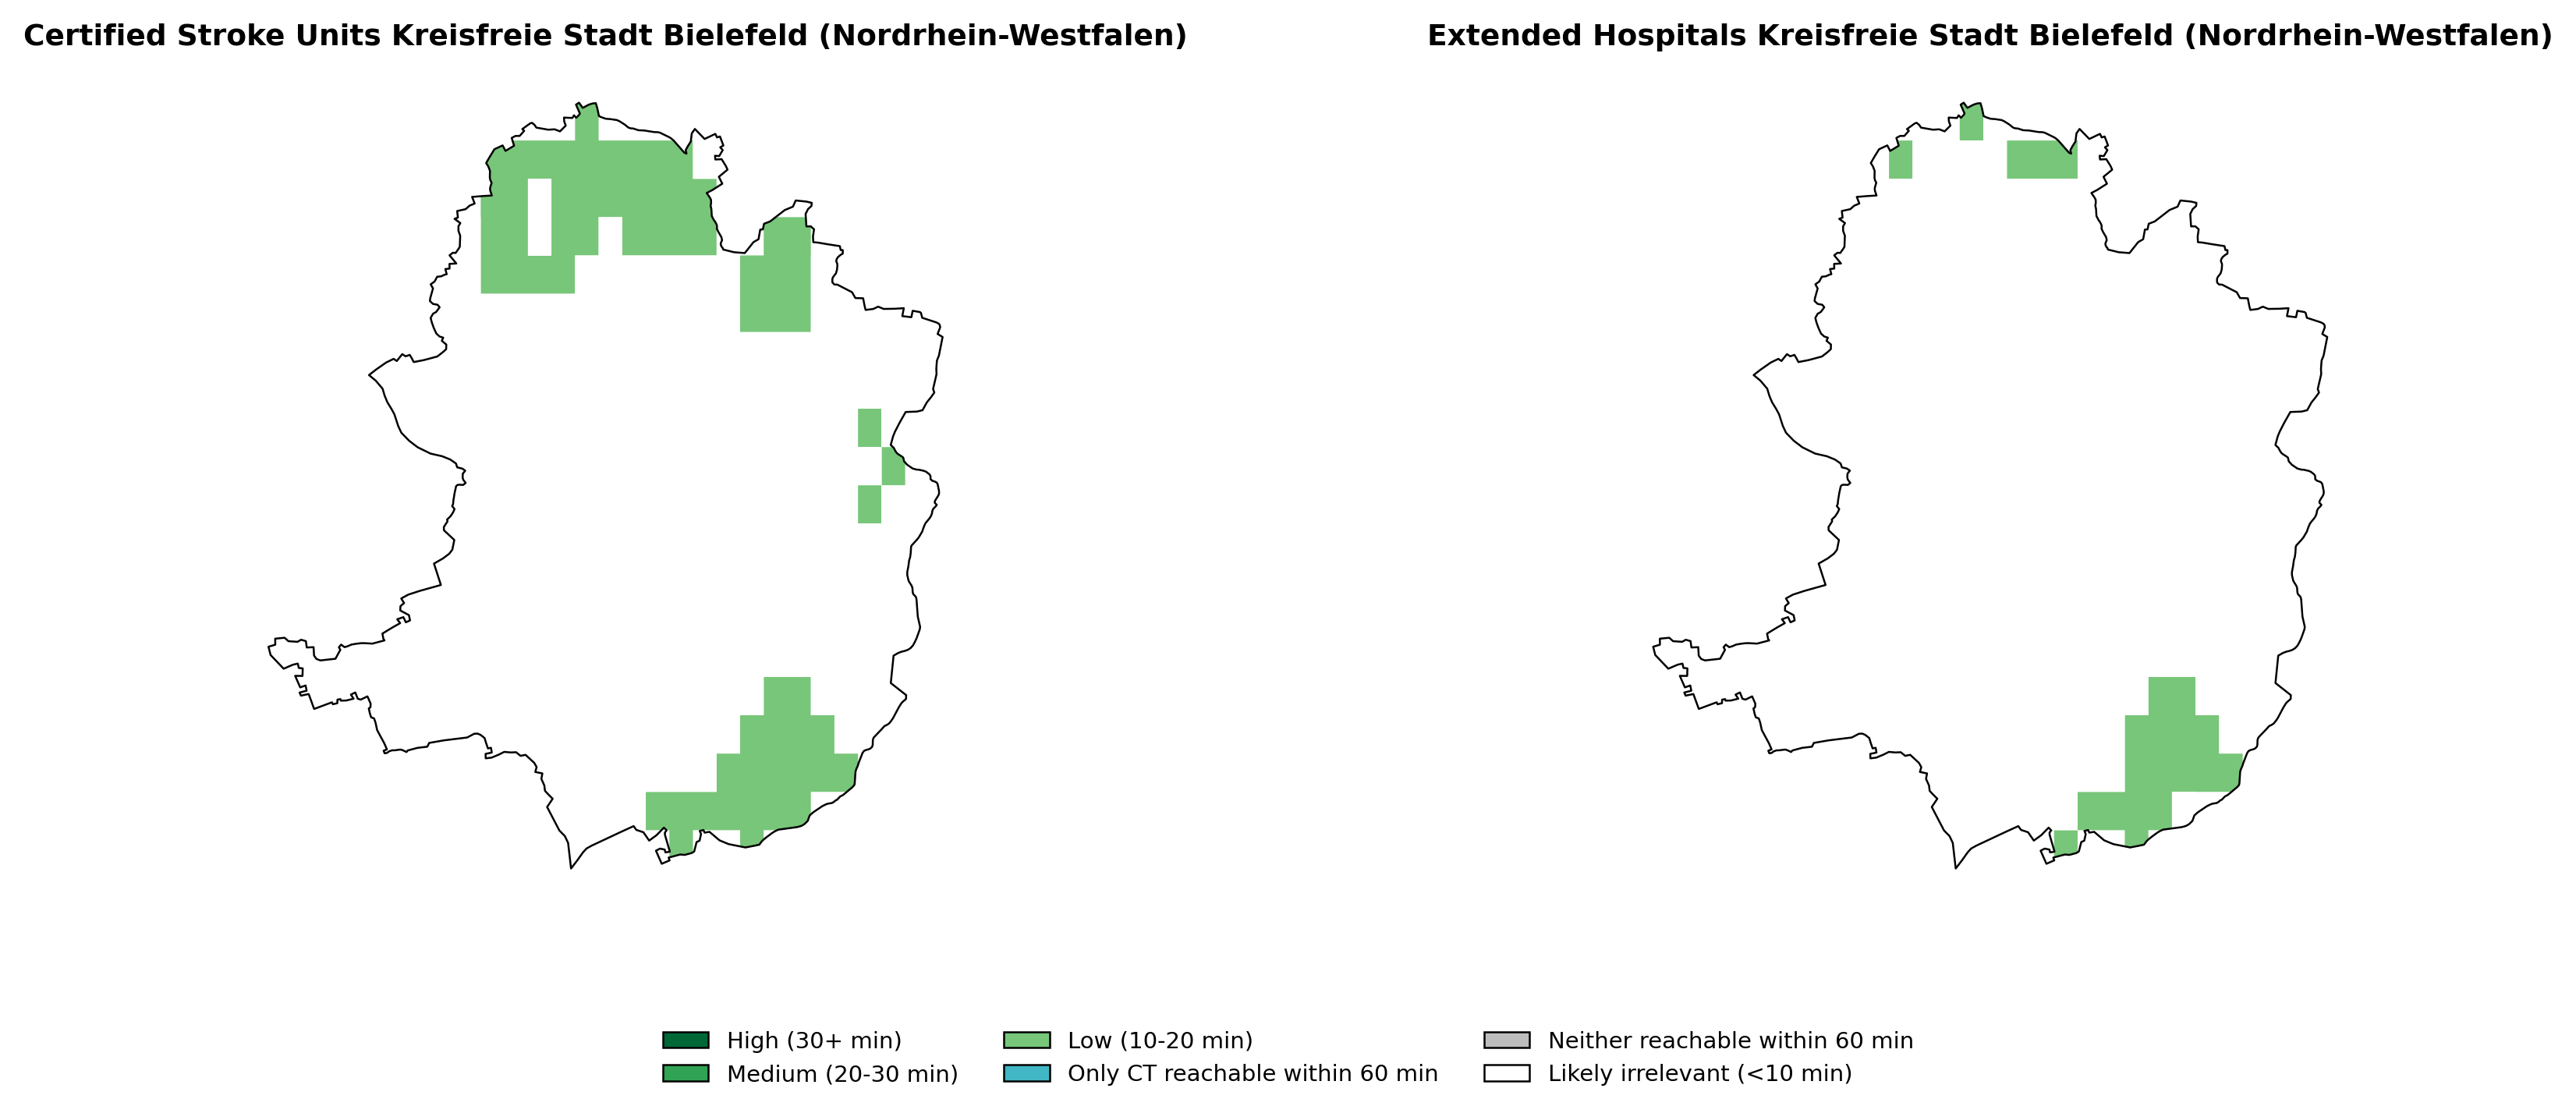 Certified Stroke Units Kreisfreie Stadt Bielefeld (Nordrhein-Westfalen)
Extended Hospitals Kreisfreie Stadt Bielefeld (Nordrhein-Westfalen)
High (30+ min)
Medium (20-30 min)
Low (10-20 min)
Only CT reachable within 60 min
Neither reachable within 60 min
Likely irrelevant (<10 min)